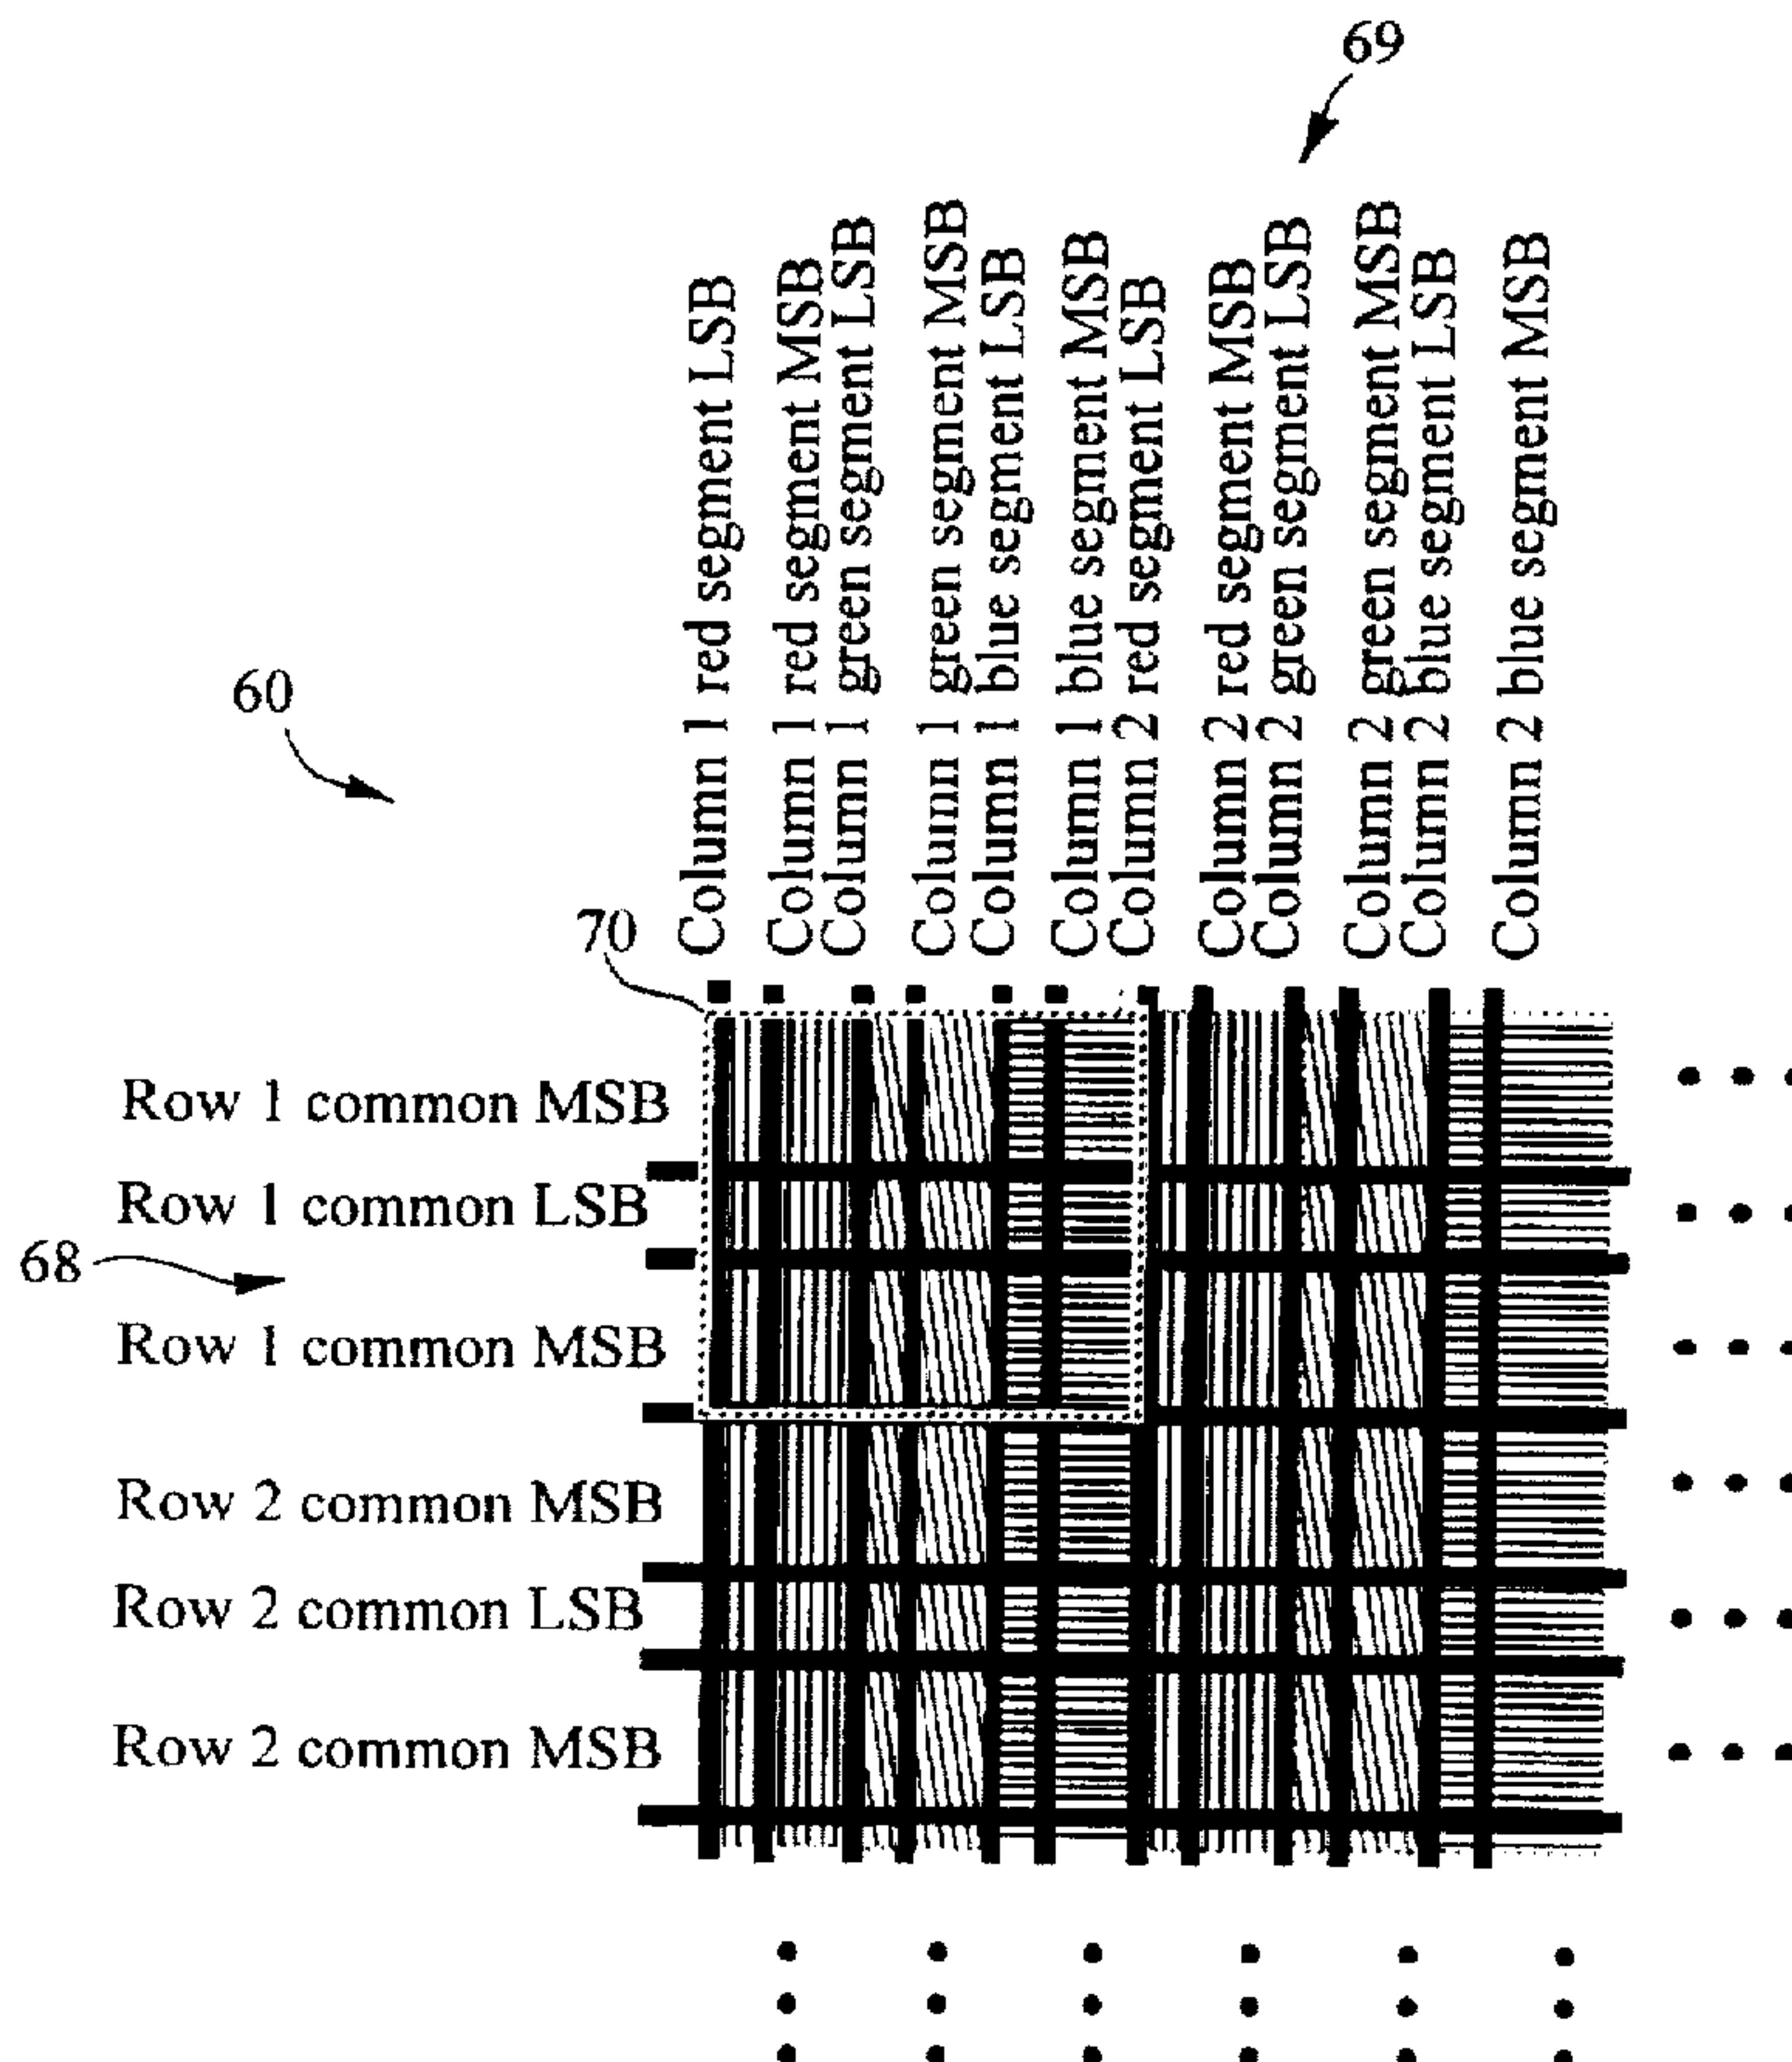 69
Column 1 red segment LSB
Column 1 red segment MSB
Column 1 green segment LSB
Column 1 green segment MSB
Column 1 blue segment LSB
Column 1 blue segment MSB
Column 2 red segment LSB
Column 2 red segment MSB
Column 2 green segment LSB
Column 2 green segment MSB
Column 2 blue segment LSB
Column 2 blue segment MSB
60
70
Row 1 common MSB
Row 1 common LSB
68
Row 1 common MSB
Row 2 common MSB
Row 2 common LSB
Row 2 common MSB